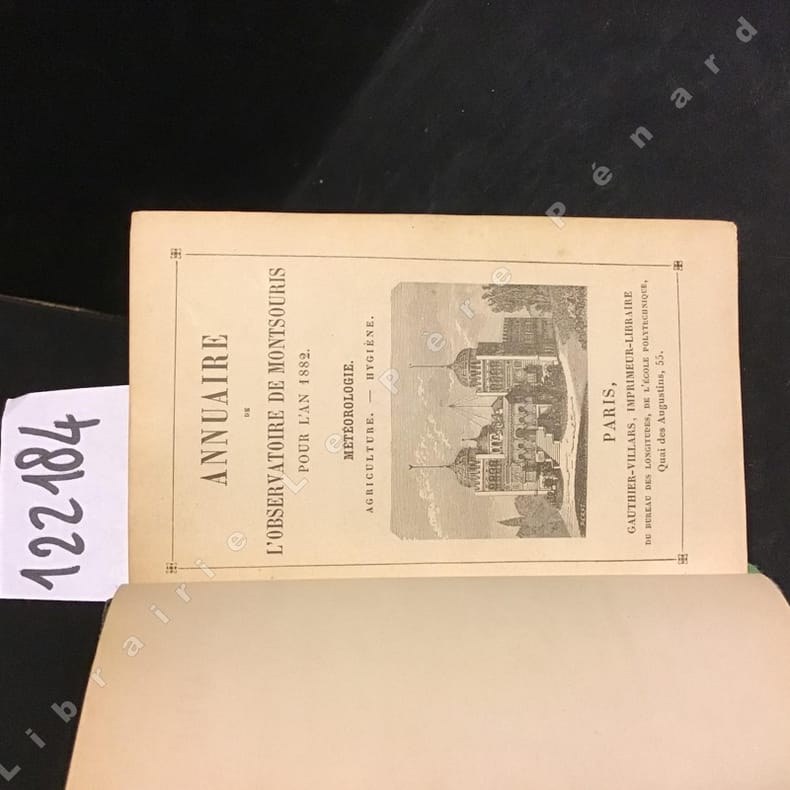 ANNUAIRE
DE
L'OBSERVATOIRE DE MONTSOURIS
POUR L'AN 1882.
MÉTÉOROLOGIE.
AGRICULTURE. — HYGIÈNE.
PARIS,
GAUTHIER-VILLARS, IMPRIMEUR-LIBRAIRE
DU BUREAU DES LONGITUDES, DE L'ÉCOLE POLYTECHNIQUE,
Quai des Augustins, 55.
122184
Librairie Le Père Pénard